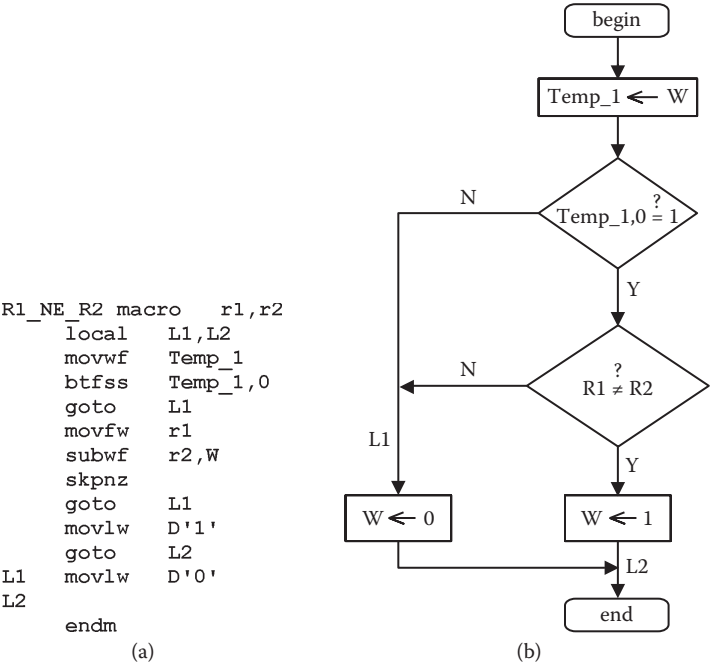 R1_NE_R2 macro r1,r2
local L1,L2
movwf Temp_1
btfss Temp_1,0
goto L1
movfw r1
subwf r2,W
skpnz
goto L1
movlw D'1'
goto L2
L1 movlw D'0'
L2
endm
(a)
begin
Temp_1 ← W
?
Temp_1,0 = 1
N
Y
?
R1 ≠ R2
N
Y
L1
W ← 0
W ← 1
L2
end
(b)